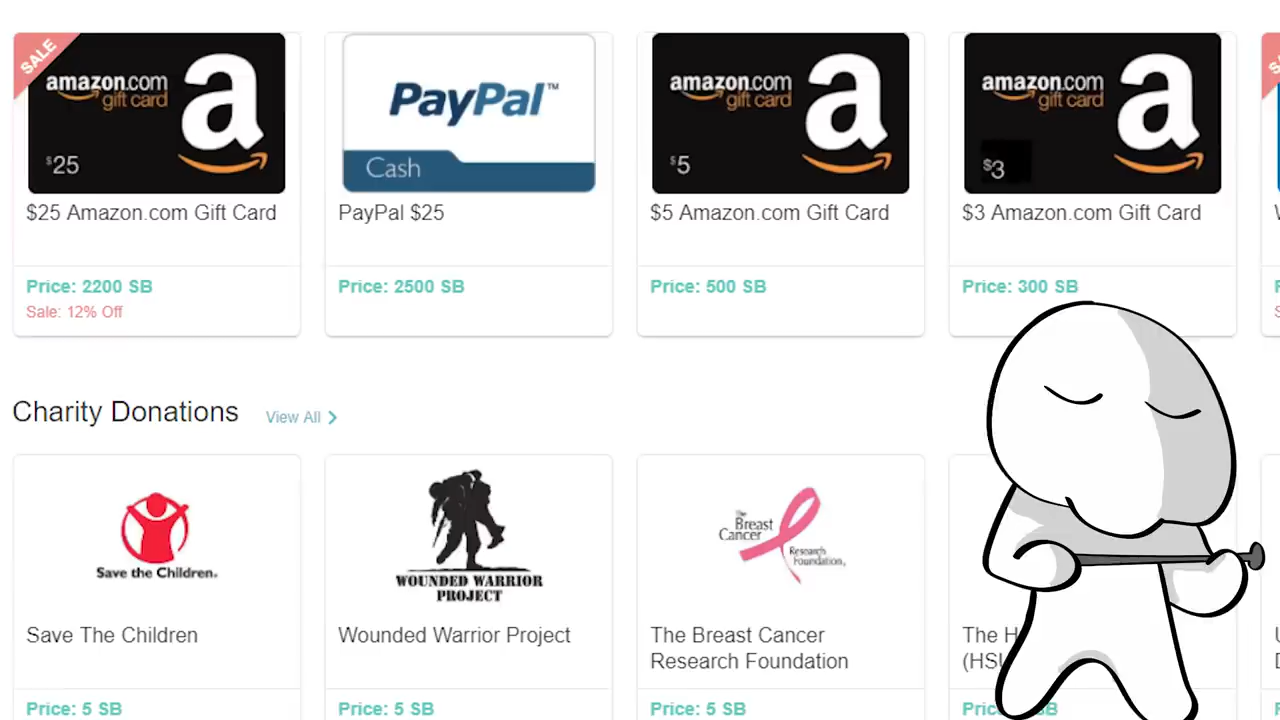 SALE
amazon.com
gift card
a
$25
PayPal™
Cash
amazon.com
gift card
a
$5
amazon.com
gift card
a
$3
$25 Amazon.com Gift Card
PayPal $25
$5 Amazon.com Gift Card
$3 Amazon.com Gift Card
Price: 2200 SB
Price: 2500 SB
Price: 500 SB
Price: 300 SB
Sale: 12% Off
Charity Donations
View All
Save the Children.
WOUNDED WARRIOR
PROJECT
The Breast
Cancer
Research
Foundation
Save The Children
Wounded Warrior Project
The Breast Cancer
Research Foundation
The H
(HSU
Price: 5 SB
Price: 5 SB
Price: 5 SB
SB